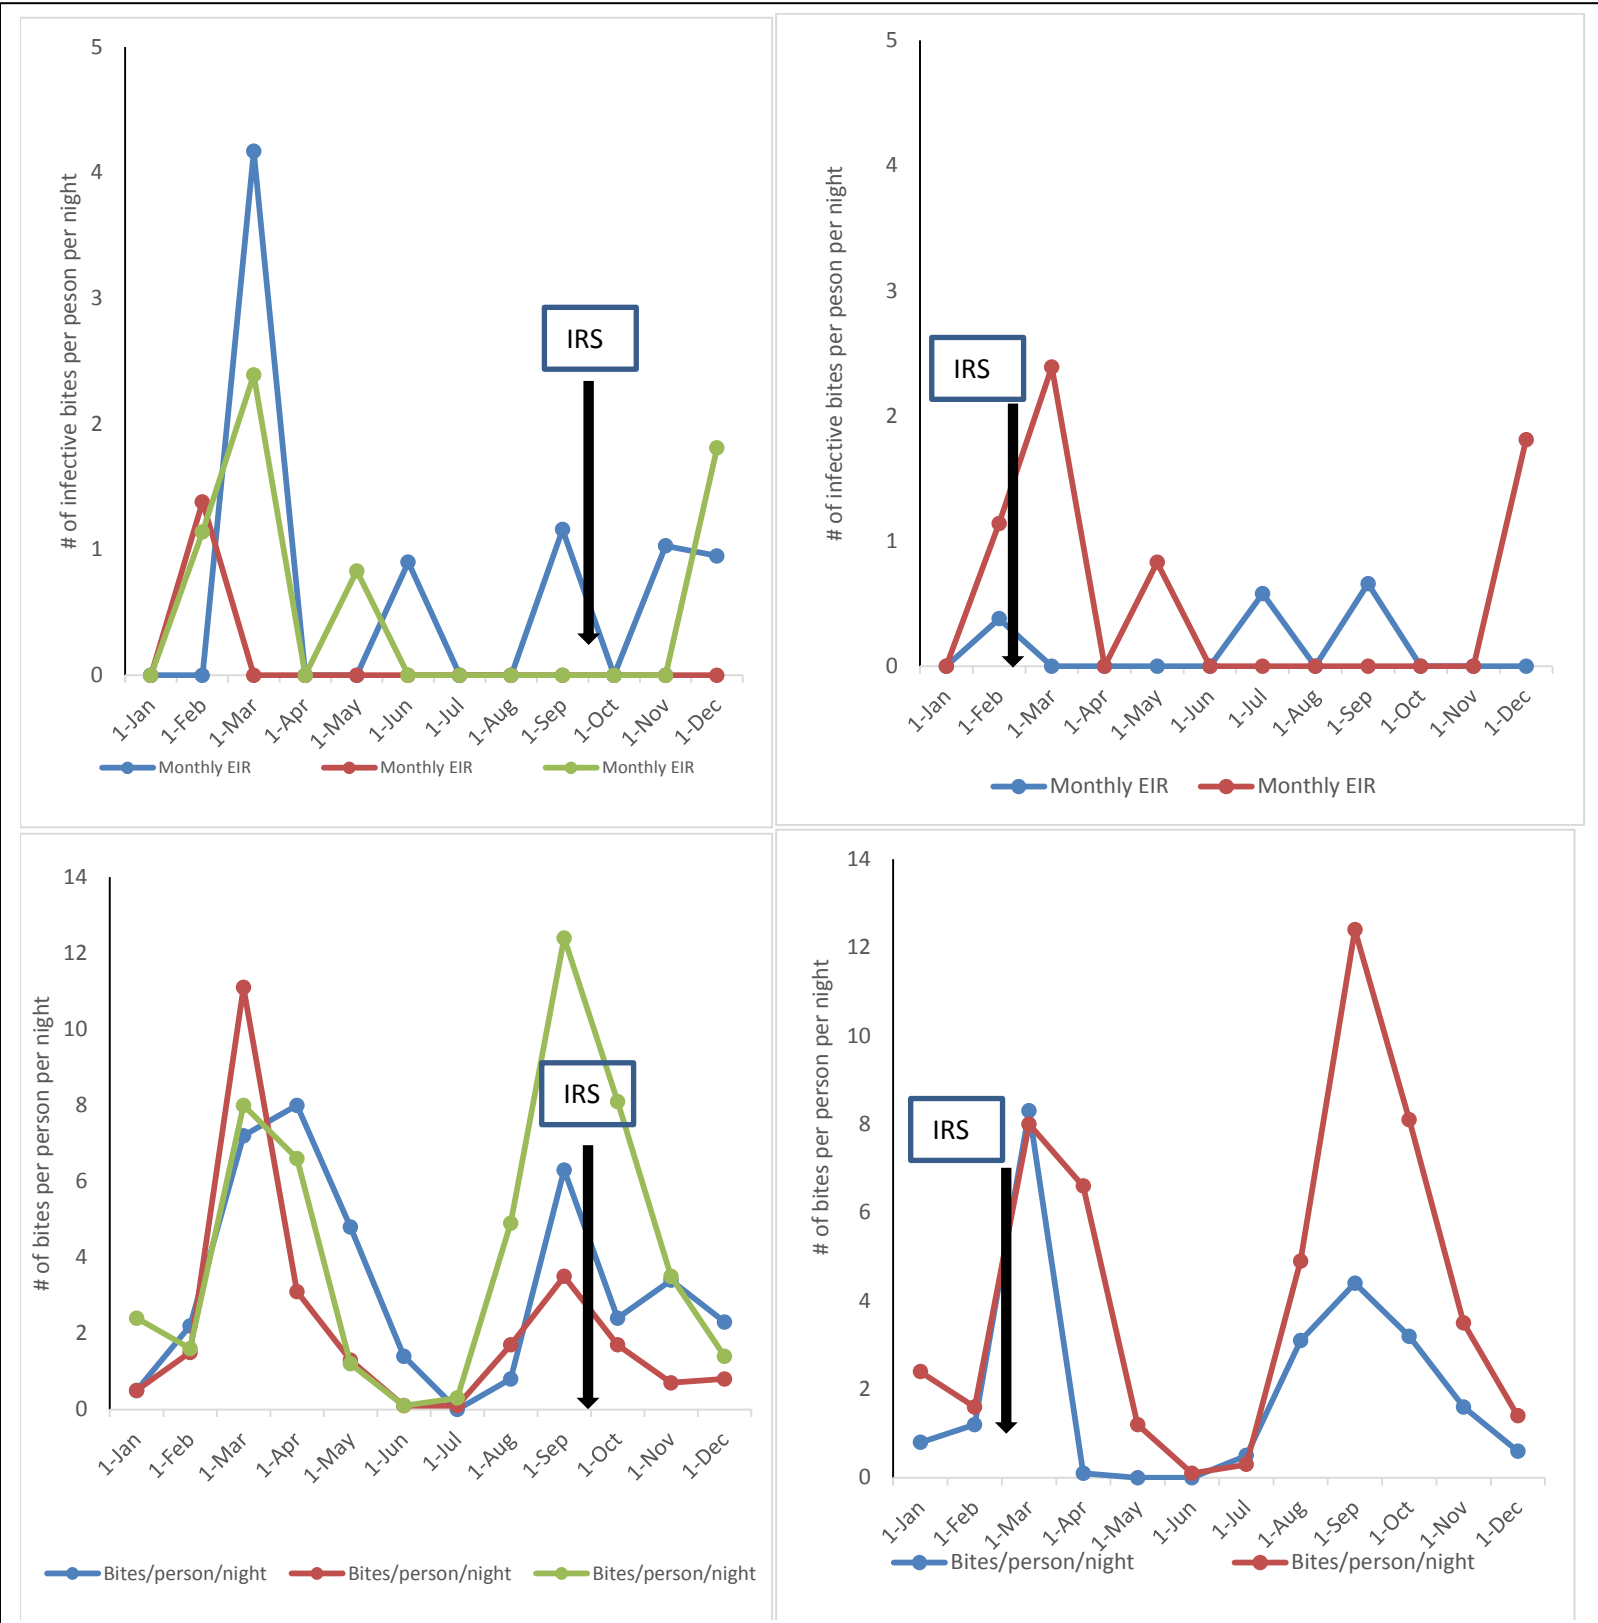 # of infective bites per peson per night
5
4
3
2
1
0
IRS
1-Jan 1-Feb 1-Mar 1-Apr 1-May 1-Jun 1-Jul 1-Aug 1-Sep 1-Oct 1-Nov 1-Dec
Monthly EIR Monthly EIR Monthly EIR
# of infective bites per peson per night
5
4
3
2
1
0
IRS
1-Jan 1-Feb 1-Mar 1-Apr 1-May 1-Jun 1-Jul 1-Aug 1-Sep 1-Oct 1-Nov 1-Dec
Monthly EIR Monthly EIR
# of bites per person per night
14
12
10
8
6
4
2
0
IRS
1-Jan 1-Feb 1-Mar 1-Apr 1-May 1-Jun 1-Jul 1-Aug 1-Sep 1-Oct 1-Nov 1-Dec
Bites/person/night Bites/person/night Bites/person/night
# of bites per person per night
14
12
10
8
6
4
2
0
IRS
1-Jan 1-Feb 1-Mar 1-Apr 1-May 1-Jun 1-Jul 1-Aug 1-Sep 1-Oct 1-Nov 1-Dec
Bites/person/night Bites/person/night